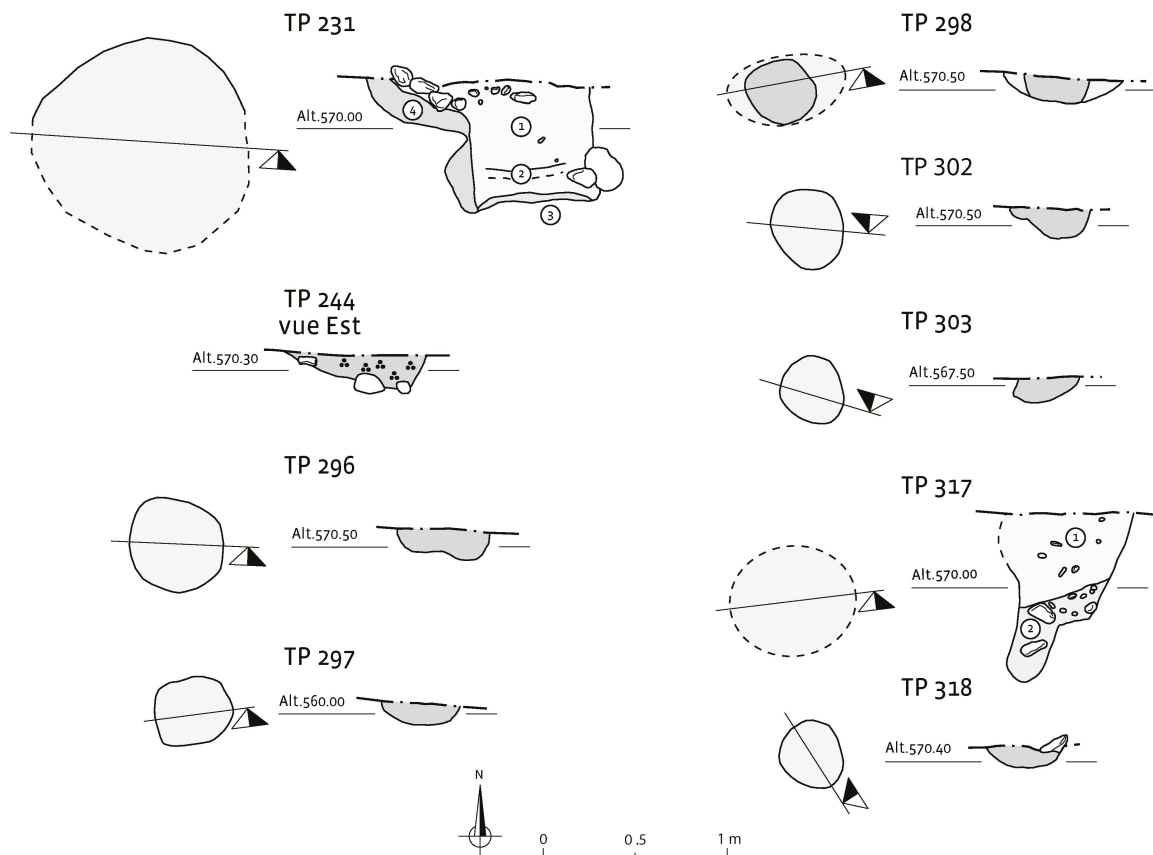 TP 231
Alt.570.00
4
1
2
3
TP 244
vue Est
Alt.570.30
TP 296
Alt.570.50
TP 297
Alt.560.00
TP 298
Alt.570.50
TP 302
Alt.570.50
TP 303
Alt.567.50
TP 317
1
Alt.570.00
2
TP 318
Alt.570.40
N
0 0.5 1 m